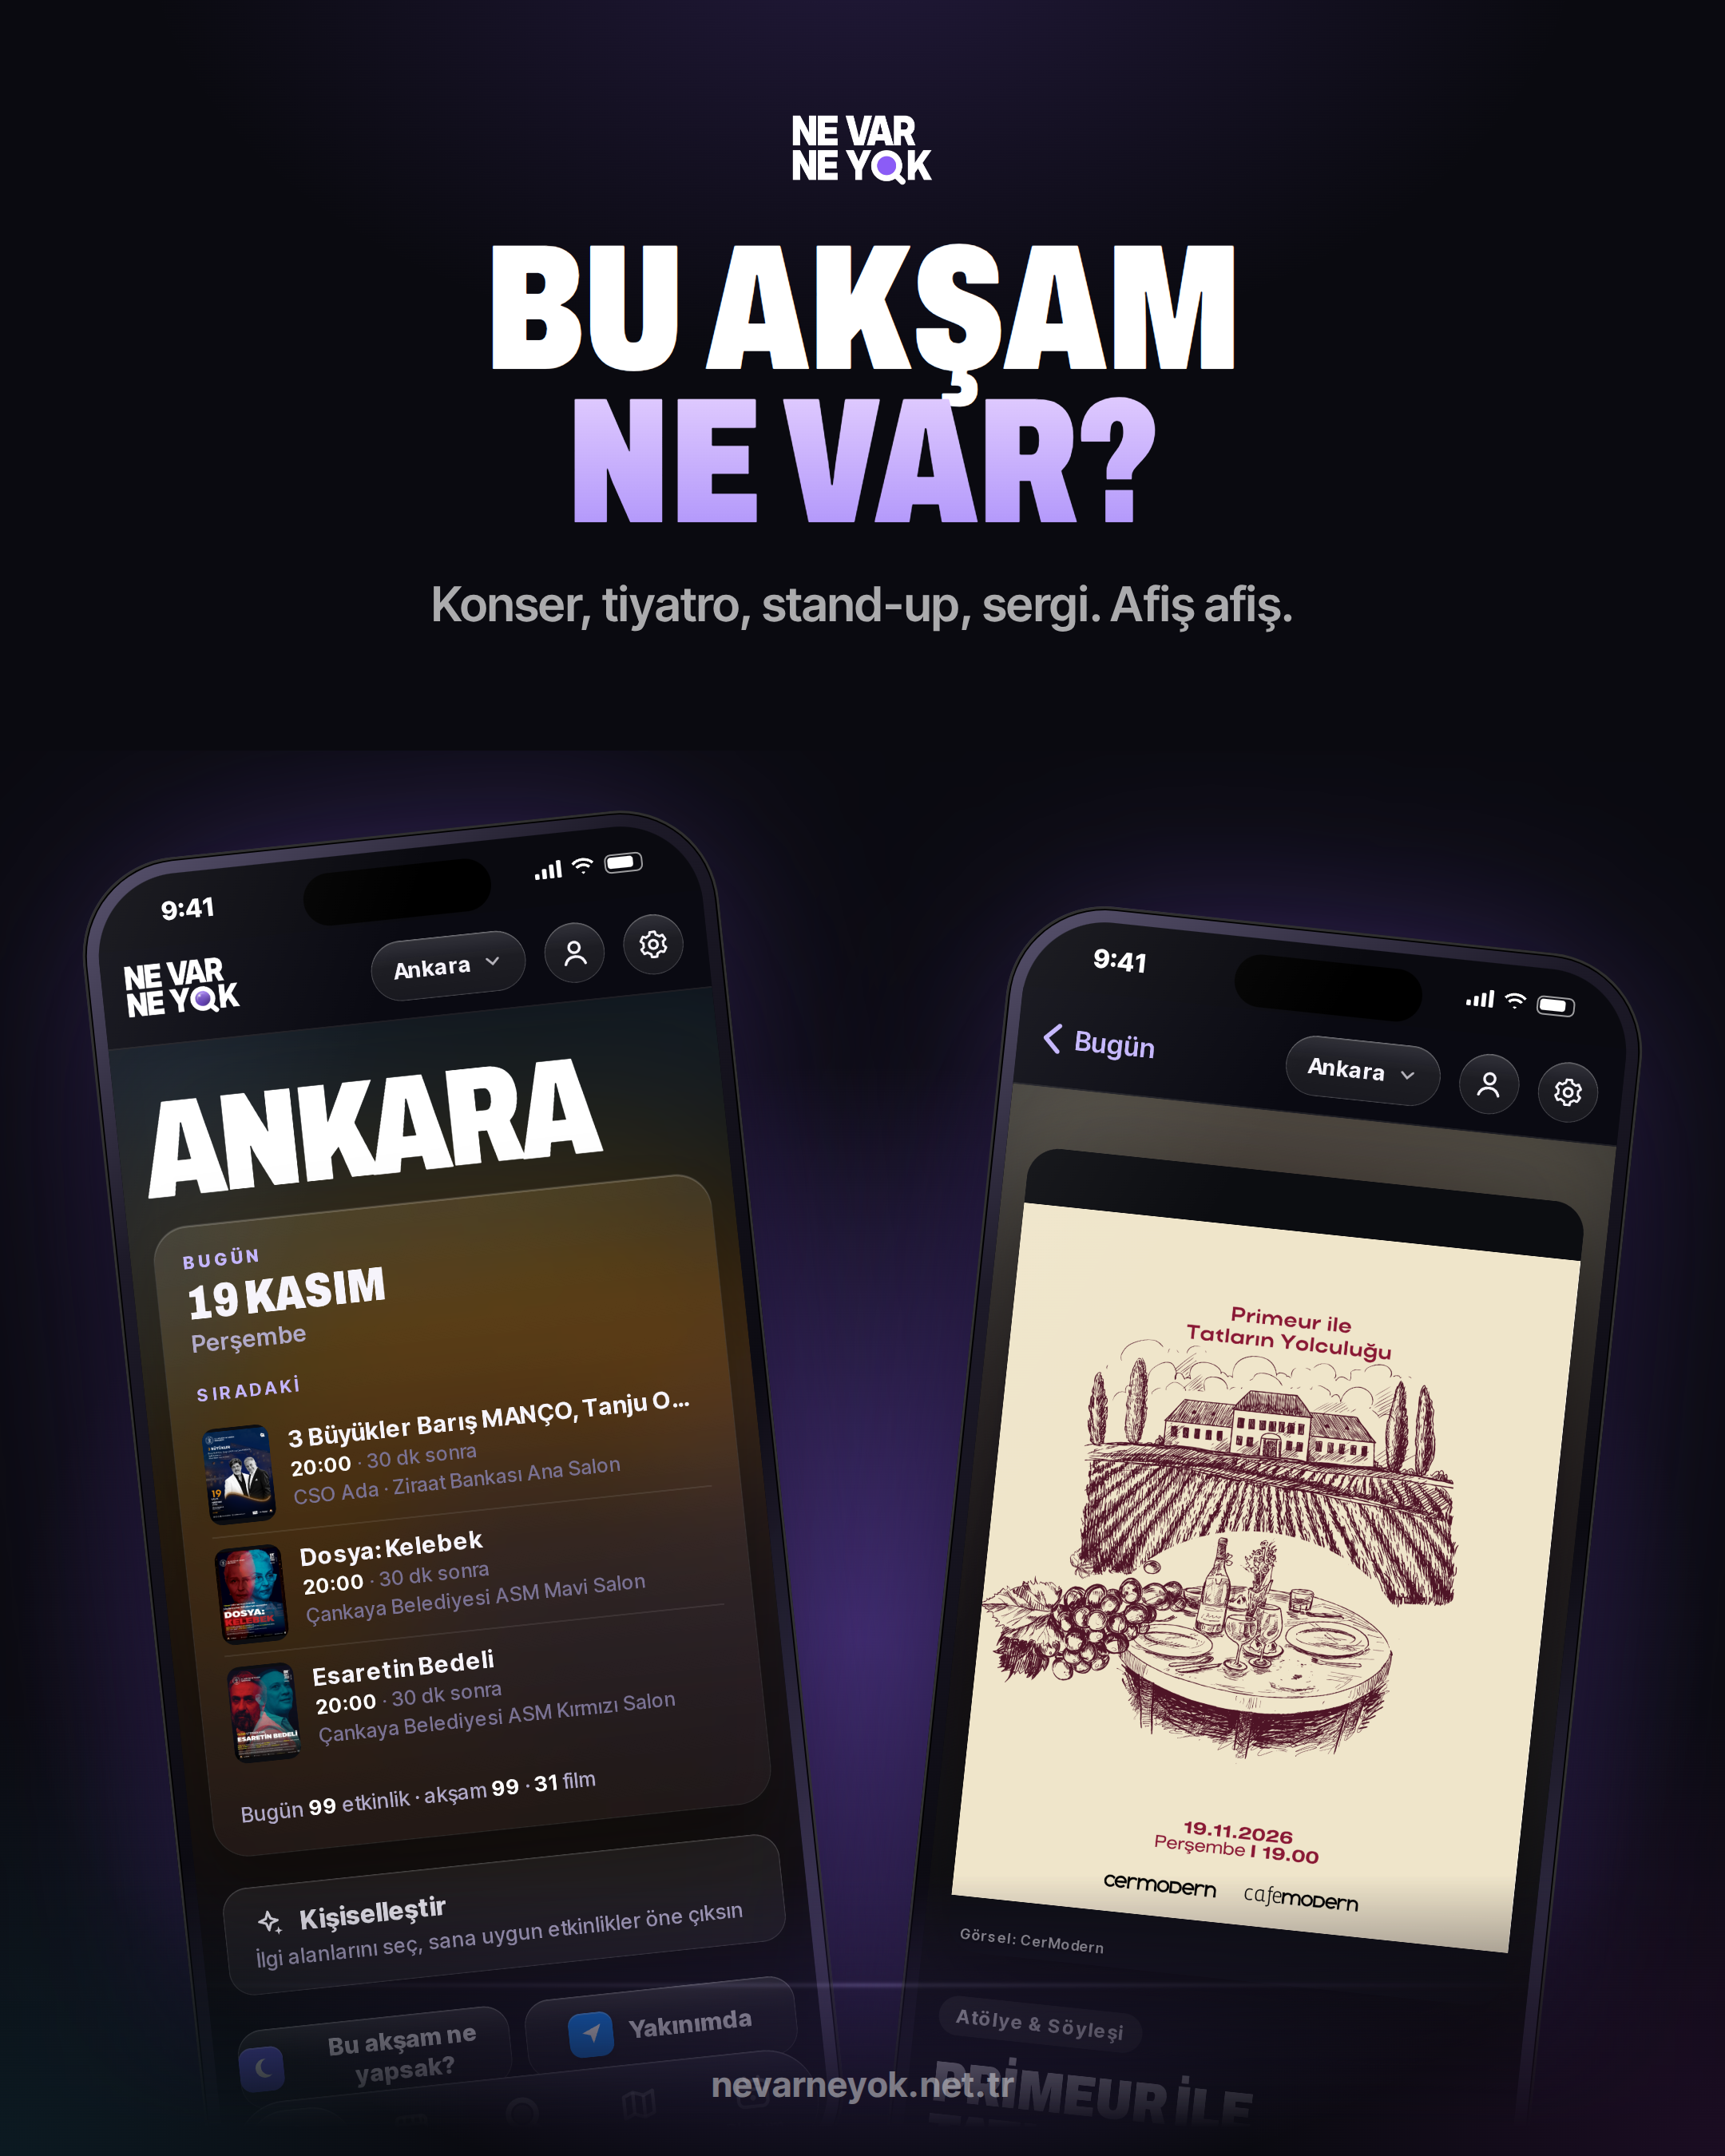 NE VAR
NE YOK
BU AKŞAM
NE VAR?
Konser, tiyatro, stand-up, sergi. Afiş afiş.
9:41
NE VAR
NE YOK
Ankara
ANKARA
BUGÜN
19 KASIM
Perşembe
SIRADAKİ
3 Büyükler Barış MANÇO, Tanju O...
20:00 · 30 dk sonra
CSO Ada · Ziraat Bankası Ana Salon
DOSYA:
KELEBEK
Dosya: Kelebek
20:00 · 30 dk sonra
Çankaya Belediyesi ASM Mavi Salon
ESARETİN BEDELİ
Esaretin Bedeli
20:00 · 30 dk sonra
Çankaya Belediyesi ASM Kırmızı Salon
Bugün 99 etkinlik · akşam 99 · 31 film
Kişiselleştir
İlgi alanlarını seç, sana uygun etkinlikler öne çıksın
Bu akşam ne
yapsak?
Yakınımda
9:41
Bugün
Ankara
Primeur ile
Tatların Yolculuğu
19.11.2026
Perşembe I 19.00
cermodern
cafemodern
Görsel: CerModern
Atölye & Söyleşi
PRİMEUR İLE
nevarneyok.net.tr